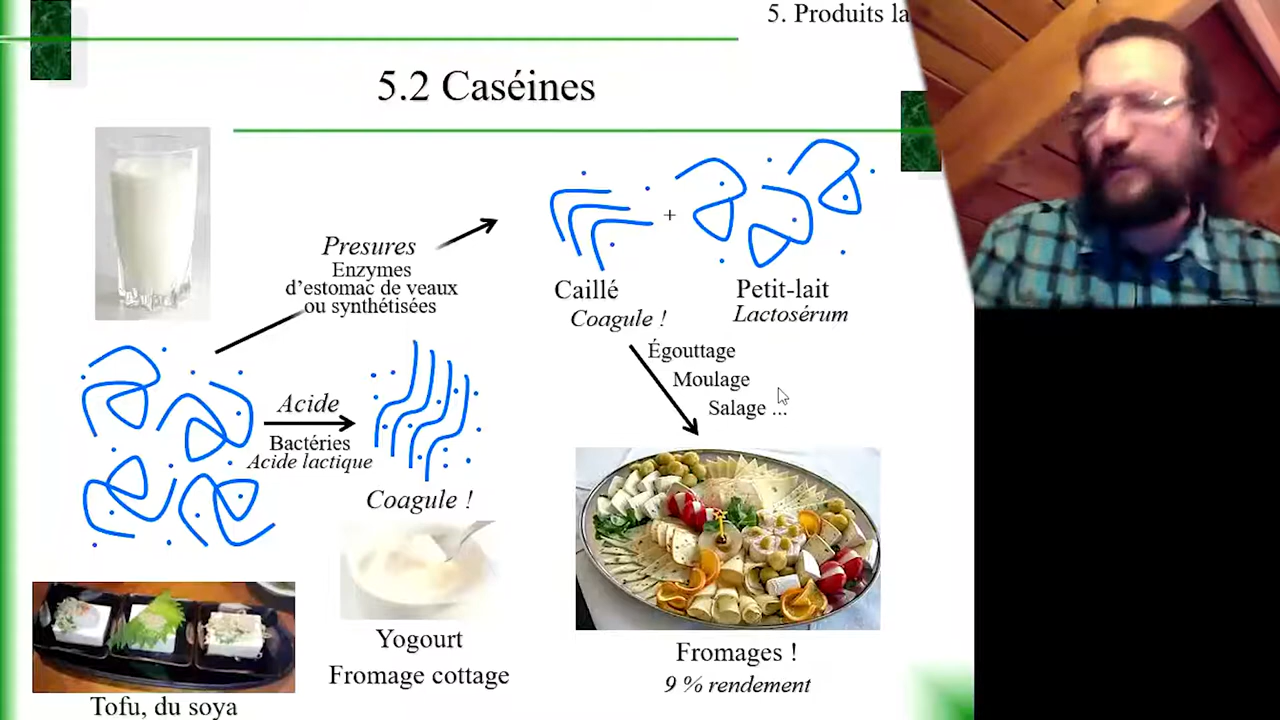 5. Produits la
5.2 Caséines
Presures
Enzymes
d'estomac de veaux
ou synthétisées
+
Caillé
Coagule !
Petit-lait
Lactosérum
Égouttage
Moulage
Salage ...
Acide
Bactéries
Acide lactique
Coagule !
Yogourt
Fromage cottage
Fromages !
9 % rendement
Tofu, du soya